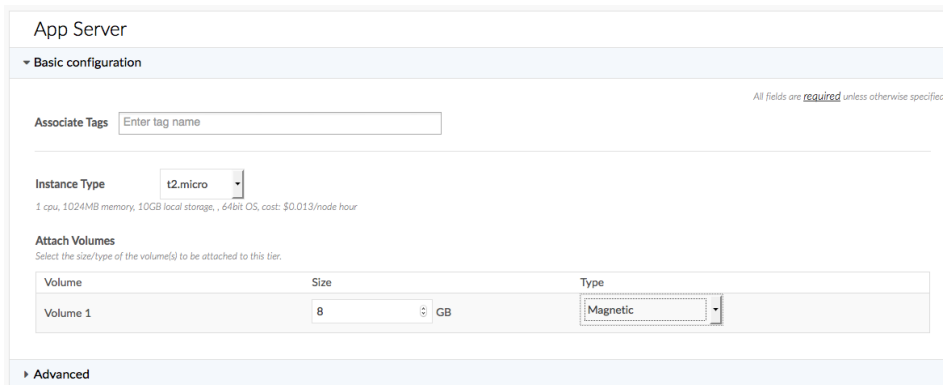 App Server
Basic configuration
All fields are required unless otherwise specified
Associate Tags Enter tag name
Instance Type t2.micro
1 cpu, 1024MB memory, 10GB local storage, , 64bit OS, cost: $0.013/node hour
Attach Volumes
Select the size/type of the volume(s) to be attached to this tier.
Volume Size Type
Volume 1 8 GB Magnetic
Advanced